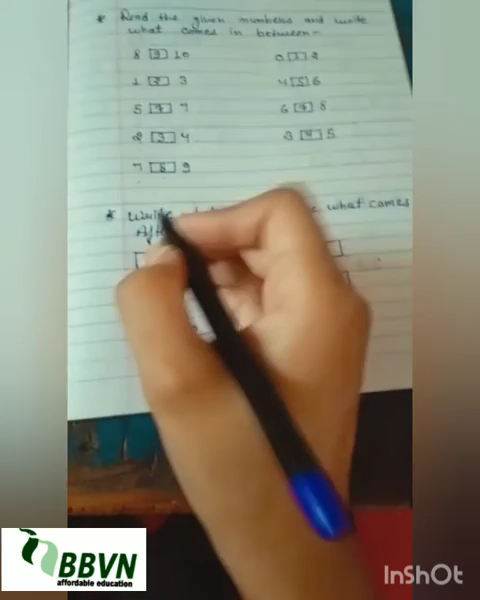 * Read the given numbers and write
what comes in between-
8 9 10 0 1 2
1 2 3 4 5 6
5 7 6 7 8
2 3 4 3 4 5
7 8 9
* Write what comes
BBVN
affordable education
InShOt